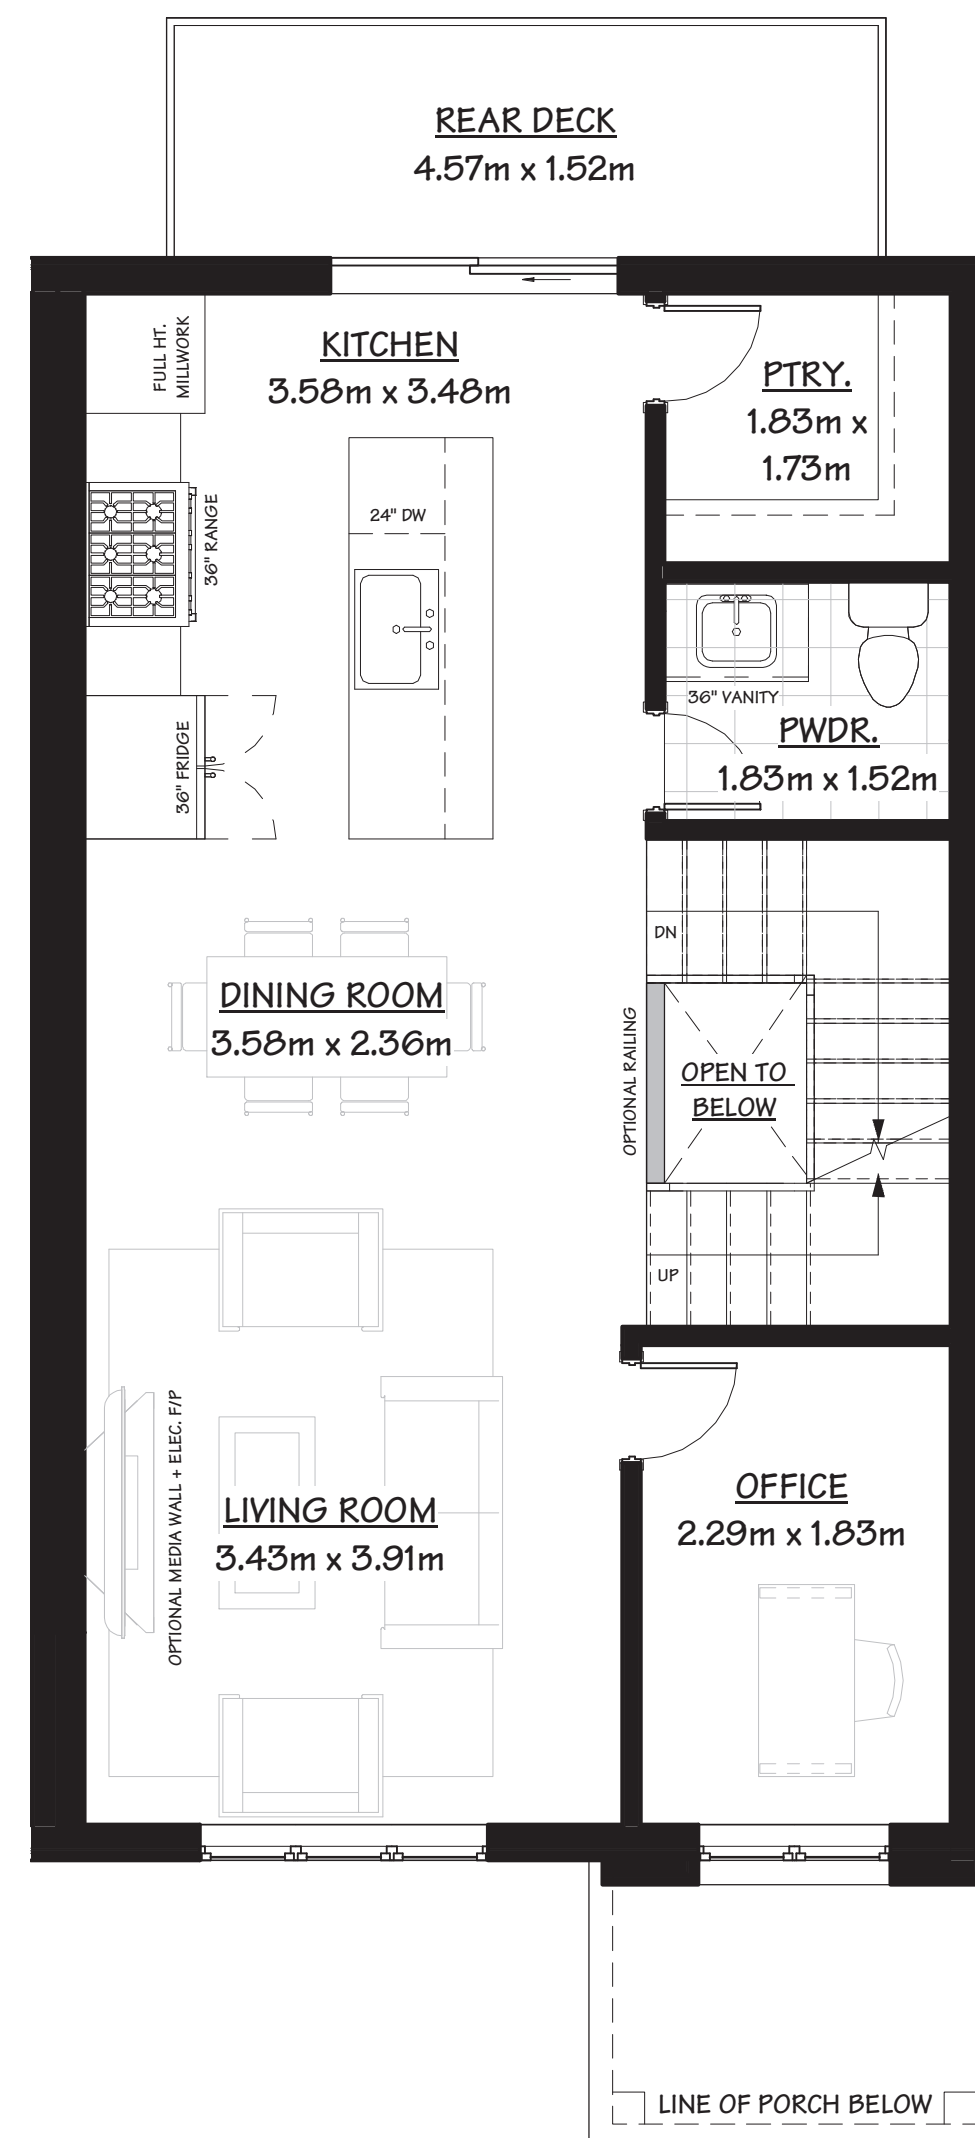 REAR DECK
4.57m x 1.52m
FULL HT.
MILLWORK
KITCHEN
3.58m x 3.48m
PTRY.
1.83m x
1.73m
36" RANGE
24" DW
36" VANITY
PWDR.
1.83m x 1.52m
36" FRIDGE
DN
DINING ROOM
3.58m x 2.36m
OPTIONAL RAILING
OPEN TO
BELOW
UP
OPTIONAL MEDIA WALL + ELEC. F/P
LIVING ROOM
3.43m x 3.91m
OFFICE
2.29m x 1.83m
LINE OF PORCH BELOW